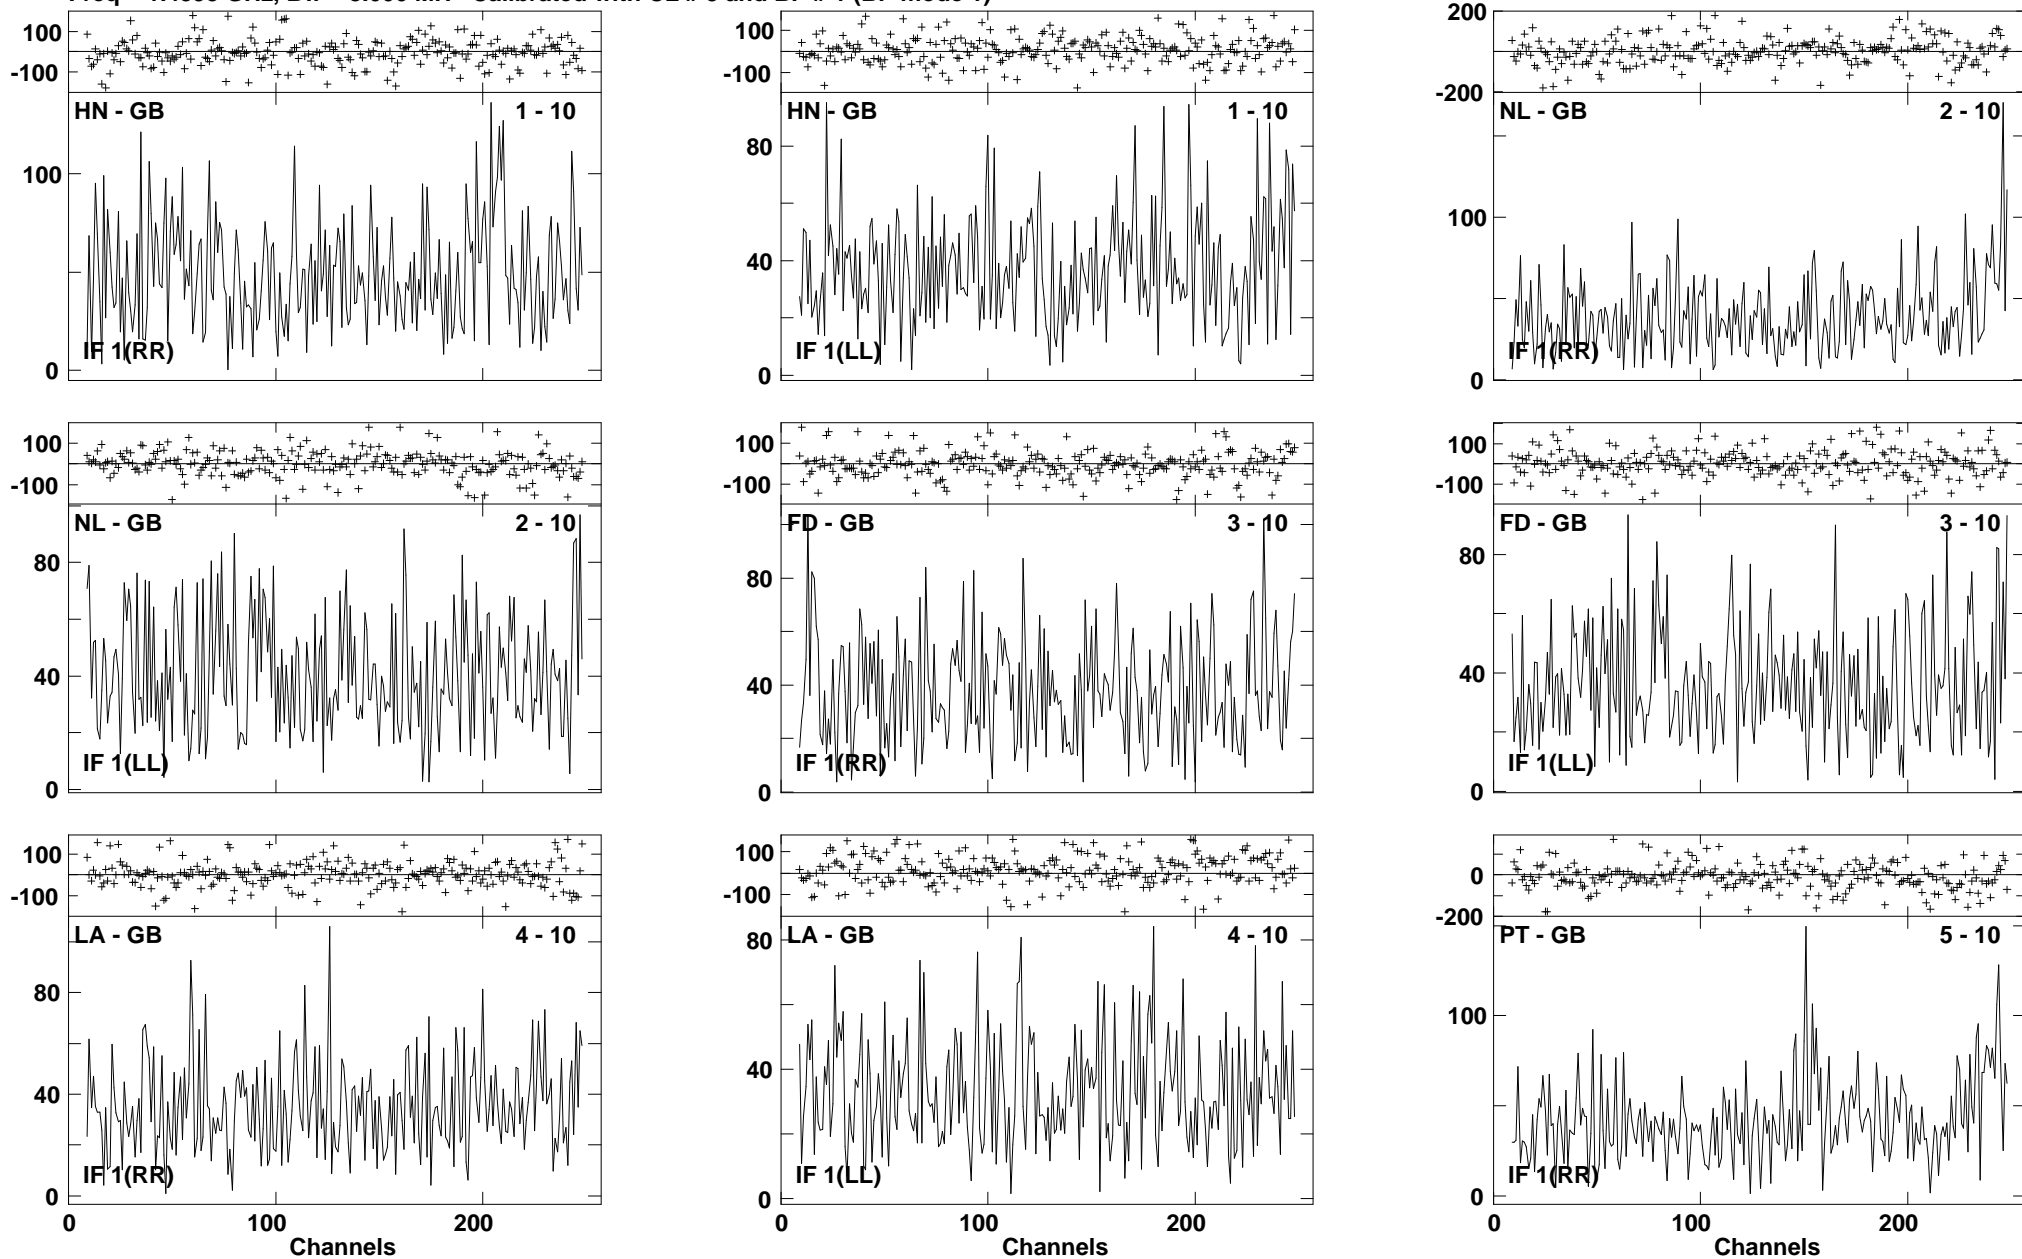 100
-100
HN - GB 1 - 10
100
0
IF 1(RR)
100
-100
HN - GB 1 - 10
80
40
0
IF 1(LL)
200
-200
NL - GB 2 - 10
100
0
IF 1(RR)
100
-100
NL - GB 2 - 10
80
40
0
IF 1(LL)
100
-100
FD - GB 3 - 10
80
40
0
IF 1(RR)
100
-100
FD - GB 3 - 10
80
40
0
IF 1(LL)
100
-100
LA - GB 4 - 10
80
40
0
IF 1(RR)
0 100 200
Channels
100
-100
LA - GB 4 - 10
80
40
0
IF 1(LL)
0 100 200
Channels
0
-200
PT - GB 5 - 10
100
0
IF 1(RR)
0 100 200
Channels